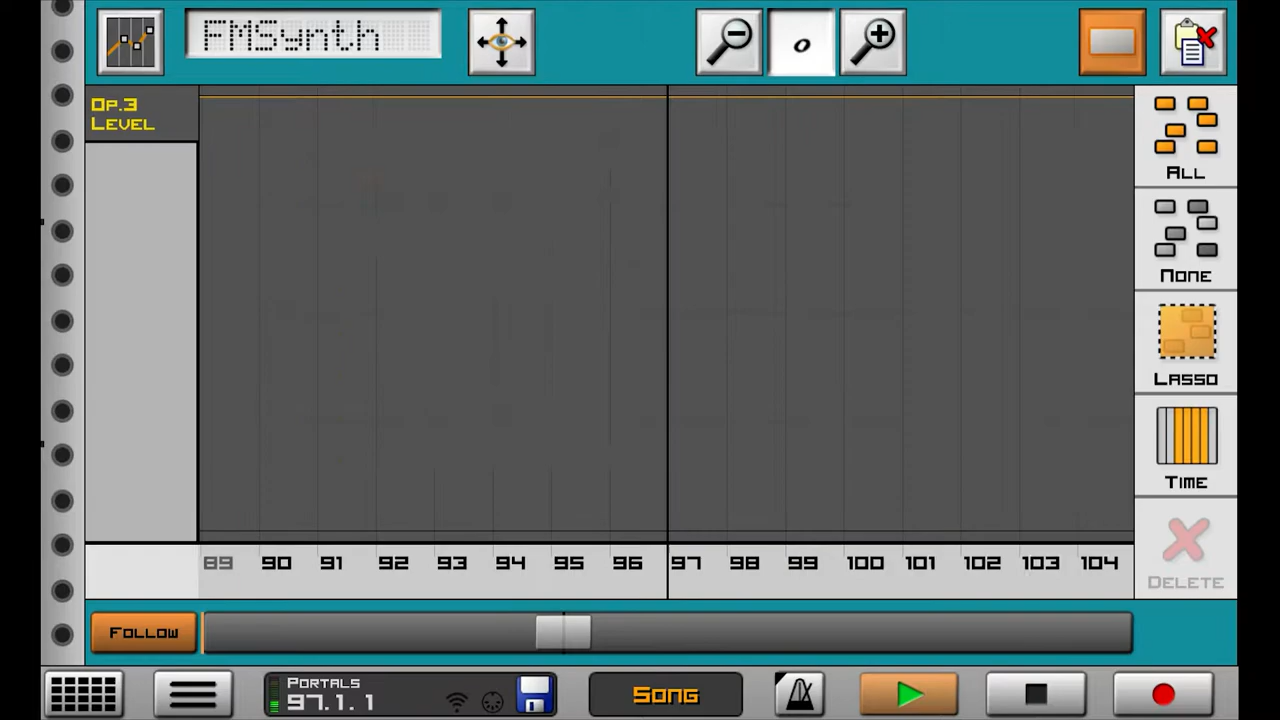 FMSynth
o
Op.3
Level
All
None
Lasso
Time
Delete
89 90 91 92 93 94 95 96 97 98 99 100 101 102 103 104
Follow
Portals
97.1.1
Song